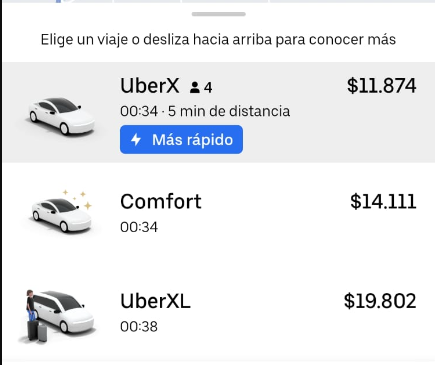 Elige un viaje o desliza hacia arriba para conocer más
UberX 4 $11.874
00:34 · 5 min de distancia
Más rápido
Comfort $14.111
00:34
UberXL $19.802
00:38